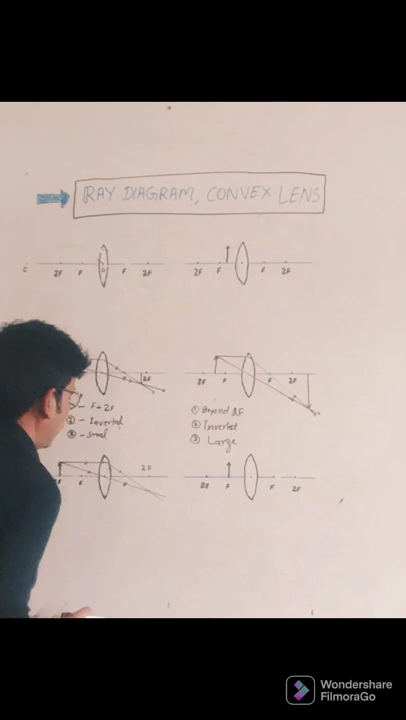 RAY DIAGRAM, CONVEX LENS
C 2F F O F 2F
2F F F 2F
F 2F
2F F F 2F
- F + 2F
② - Inverted
③ - Small
① Beyond 2F
② Inverted
③ Large
F F 2F
2F F F 2F
Wondershare
FilmoraGo